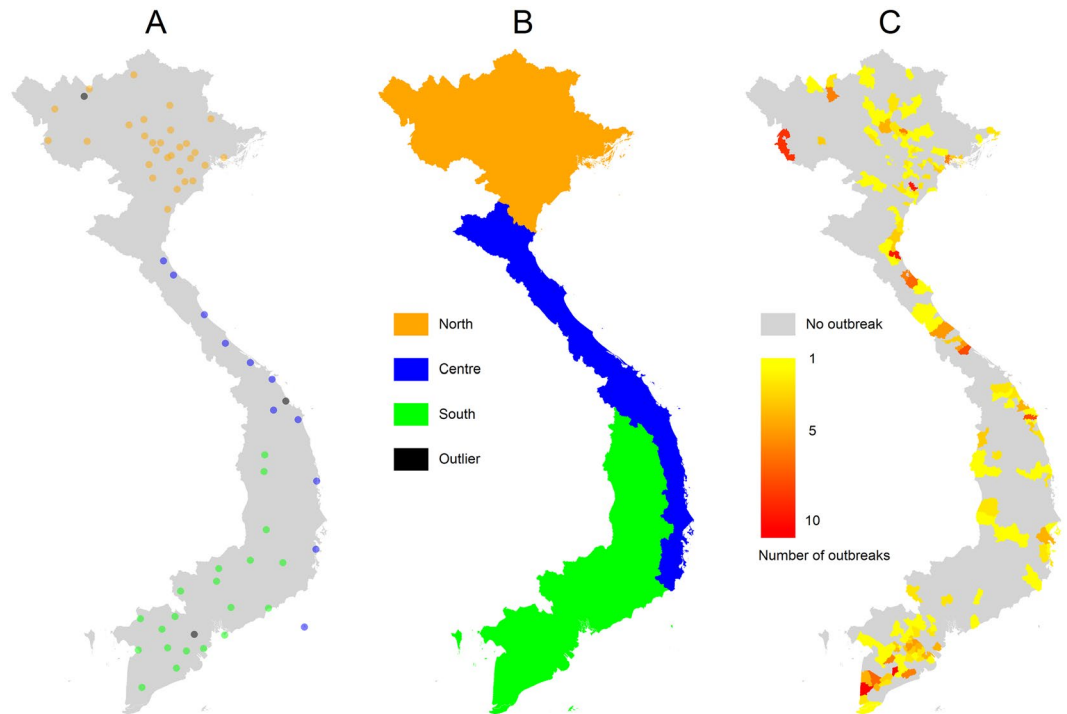 A
B
C
North
Centre
South
Outlier
No outbreak
1
5
10
Number of outbreaks